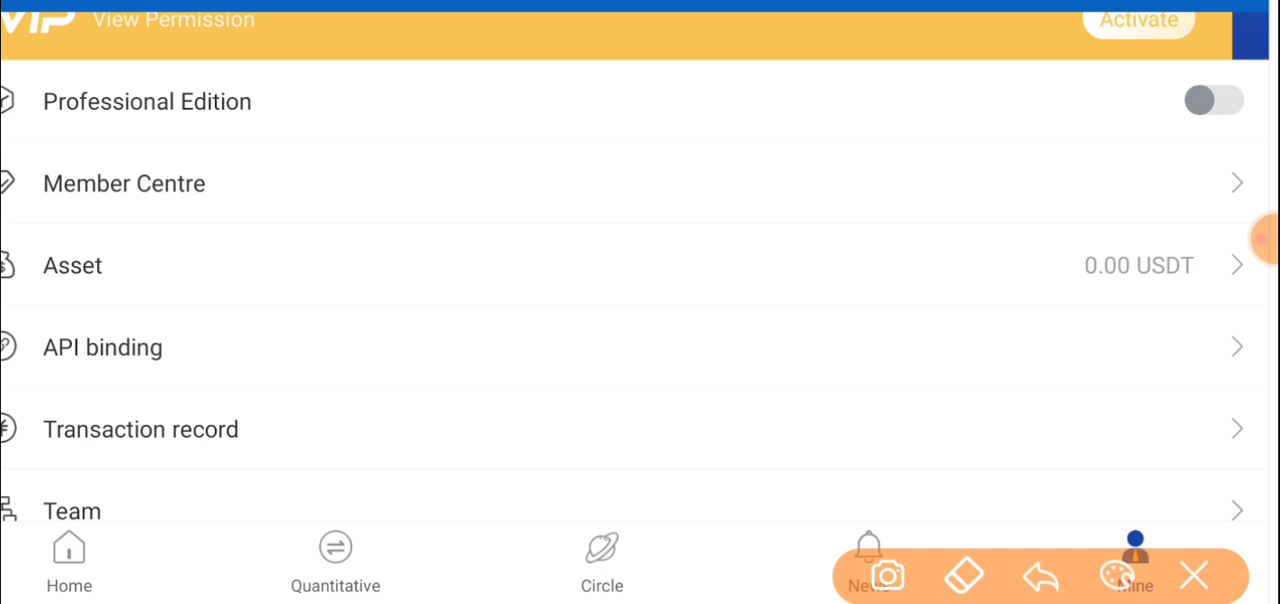 VIP View Permission Activate
Professional Edition
Member Centre
Asset 0.00 USDT
API binding
Transaction record
Team
Home Quantitative Circle News Mine